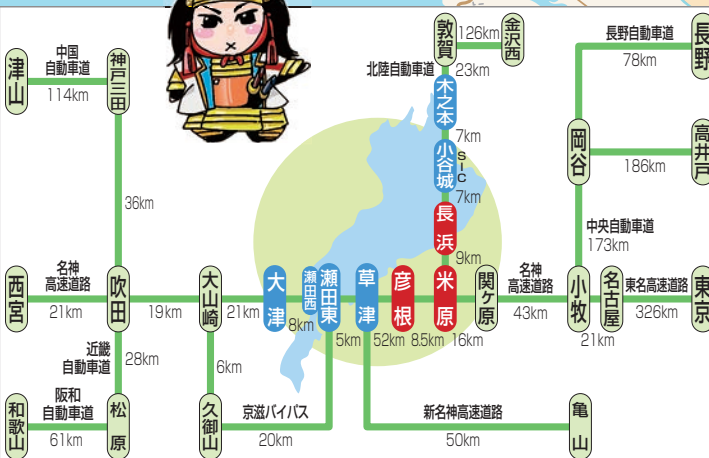 中国
自動車道
津山
114km
神戸三田
敦賀
126km
金沢西
北陸自動車道
23km
木之本
7km
小谷城
SIC
7km
長浜
9km
長野自動車道
78km
長野
岡谷
186km
高井戸
中央自動車道
173km
36km
名神
高速道路
西宮
21km
吹田
19km
大山崎
21km
大津
8km
瀬田西
瀬田東
5km
草津
52km
彦根
8.5km
米原
16km
関ヶ原
名神
高速道路
43km
小牧
21km
名古屋
東名高速道路
326km
東京
近畿
自動車道
28km
阪和
自動車道
和歌山
61km
松原
6km
久御山
京滋バイパス
20km
新名神高速道路
50km
亀山